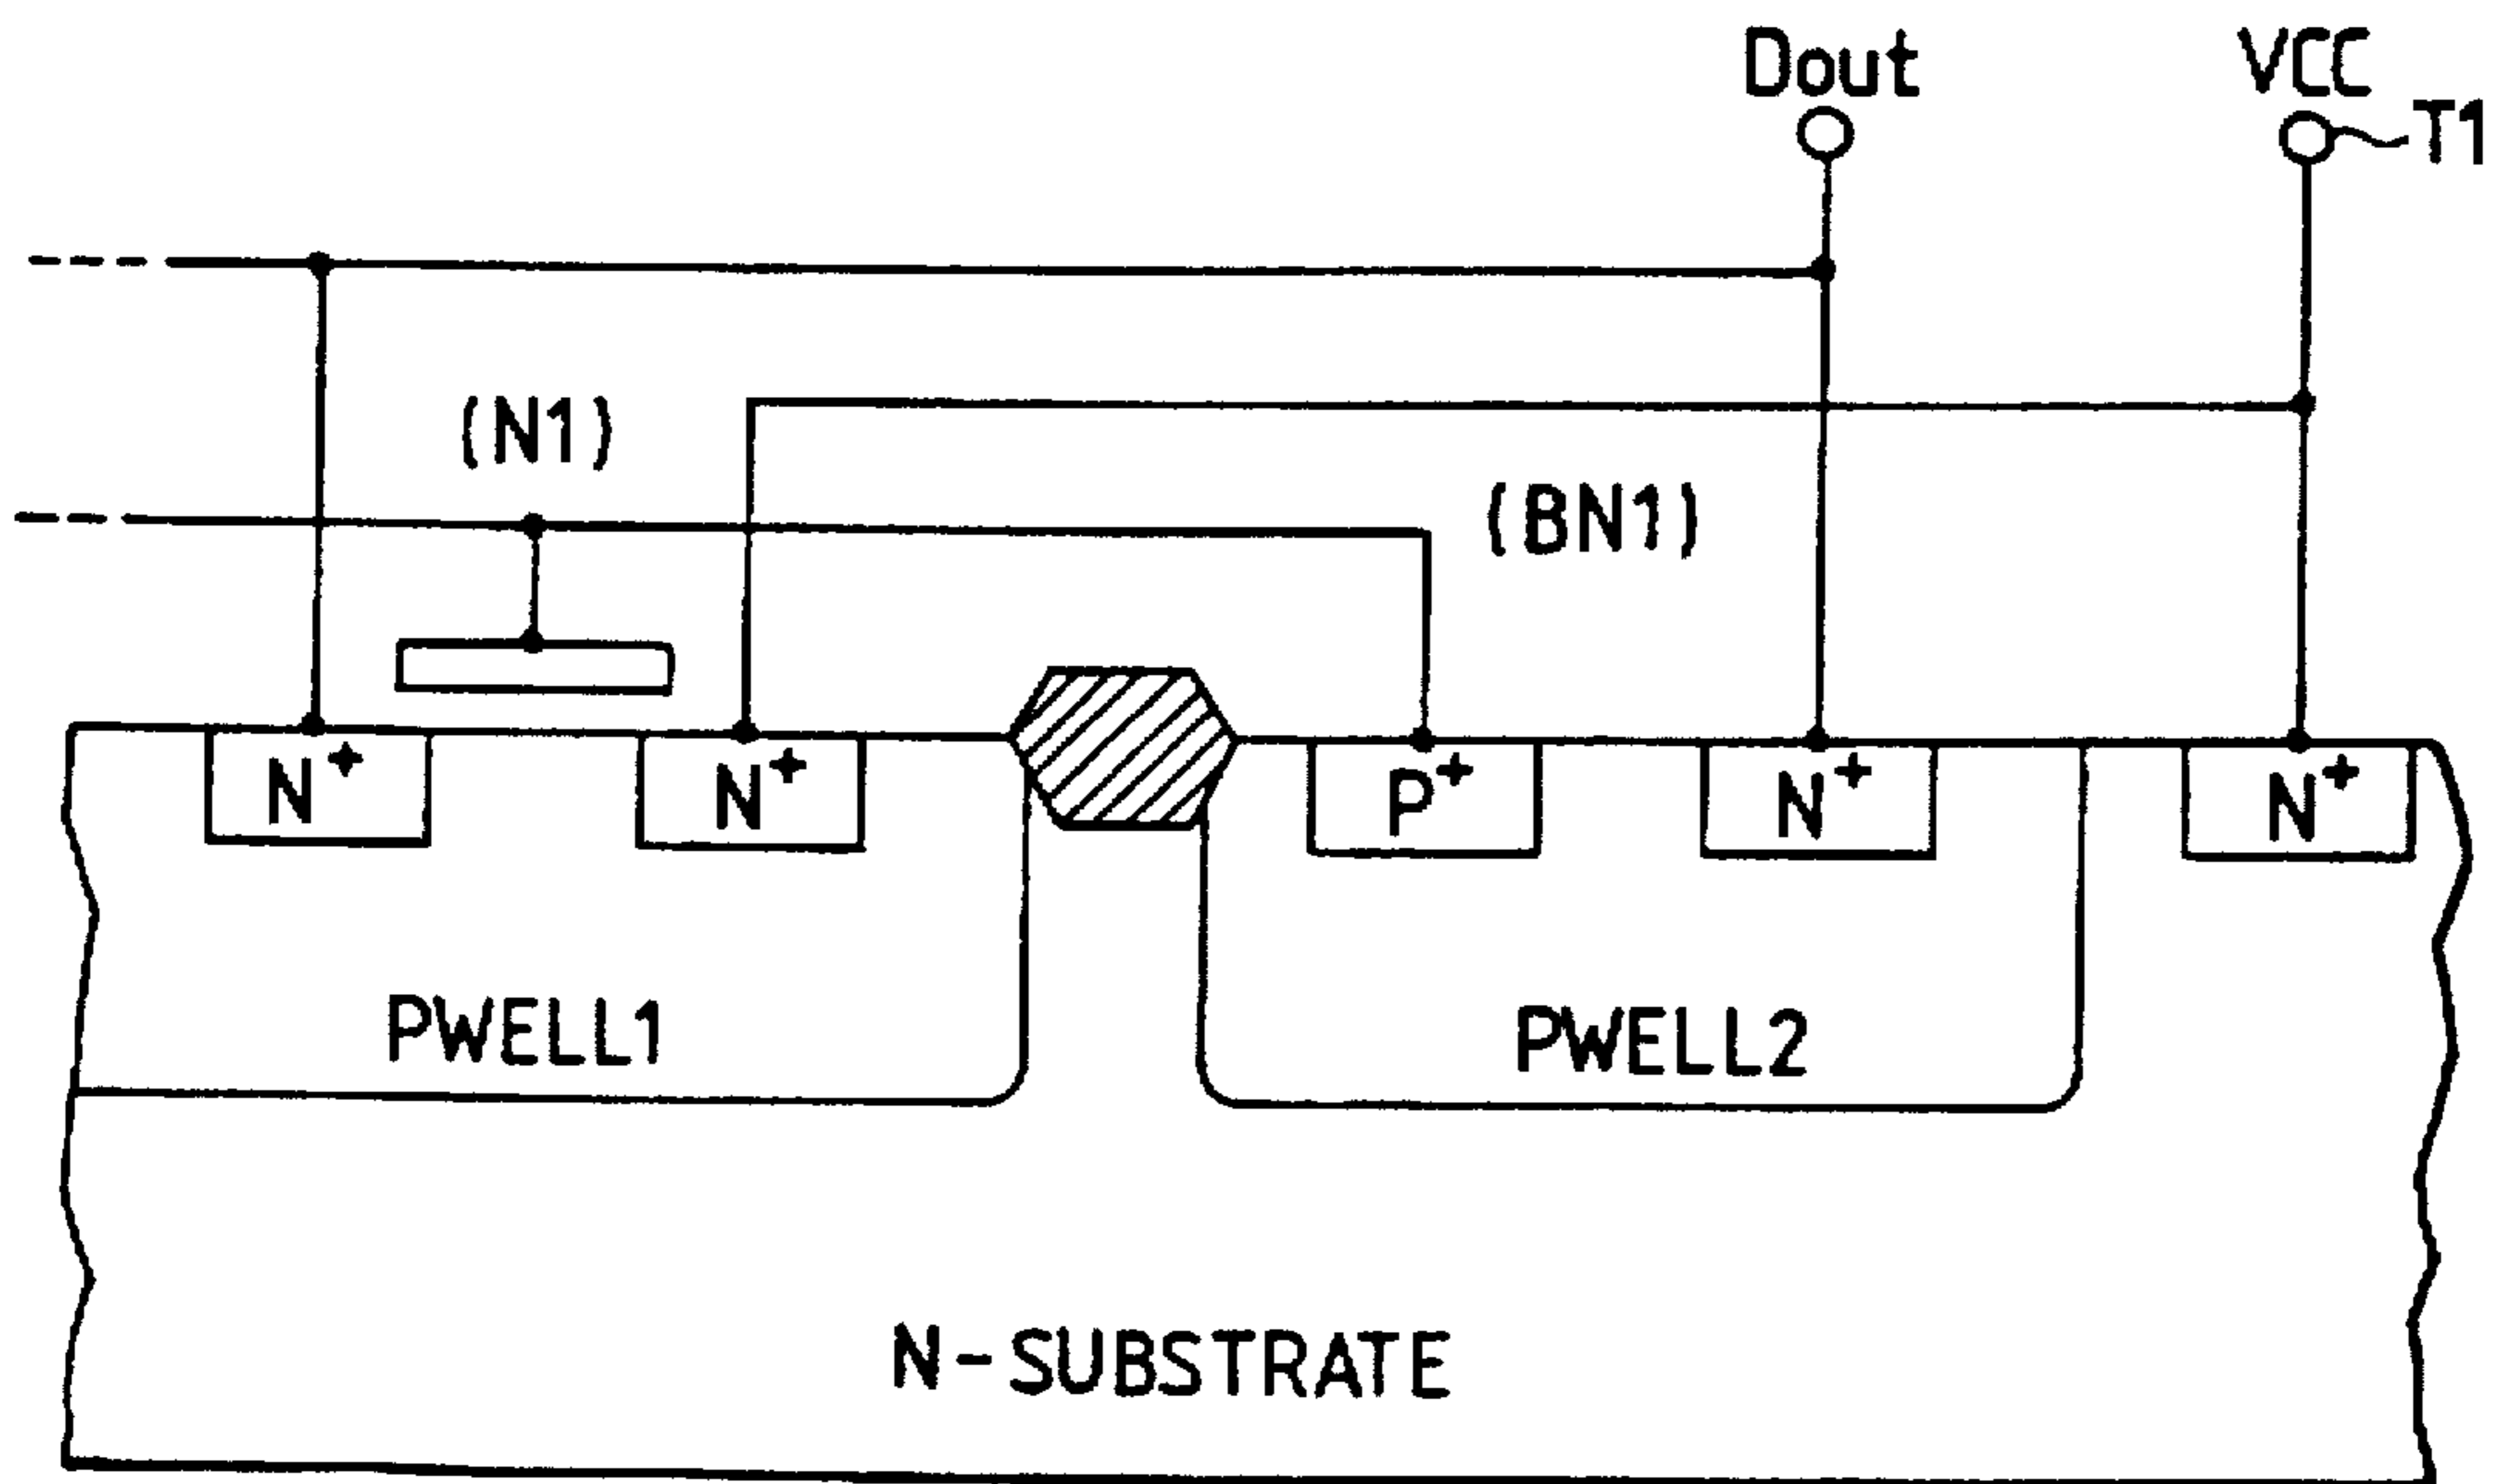 Dout VCC
T1
(N1)
(BN1)
N+ N+ P+ N+ N+
PWELL1 PWELL2
N-SUBSTRATE